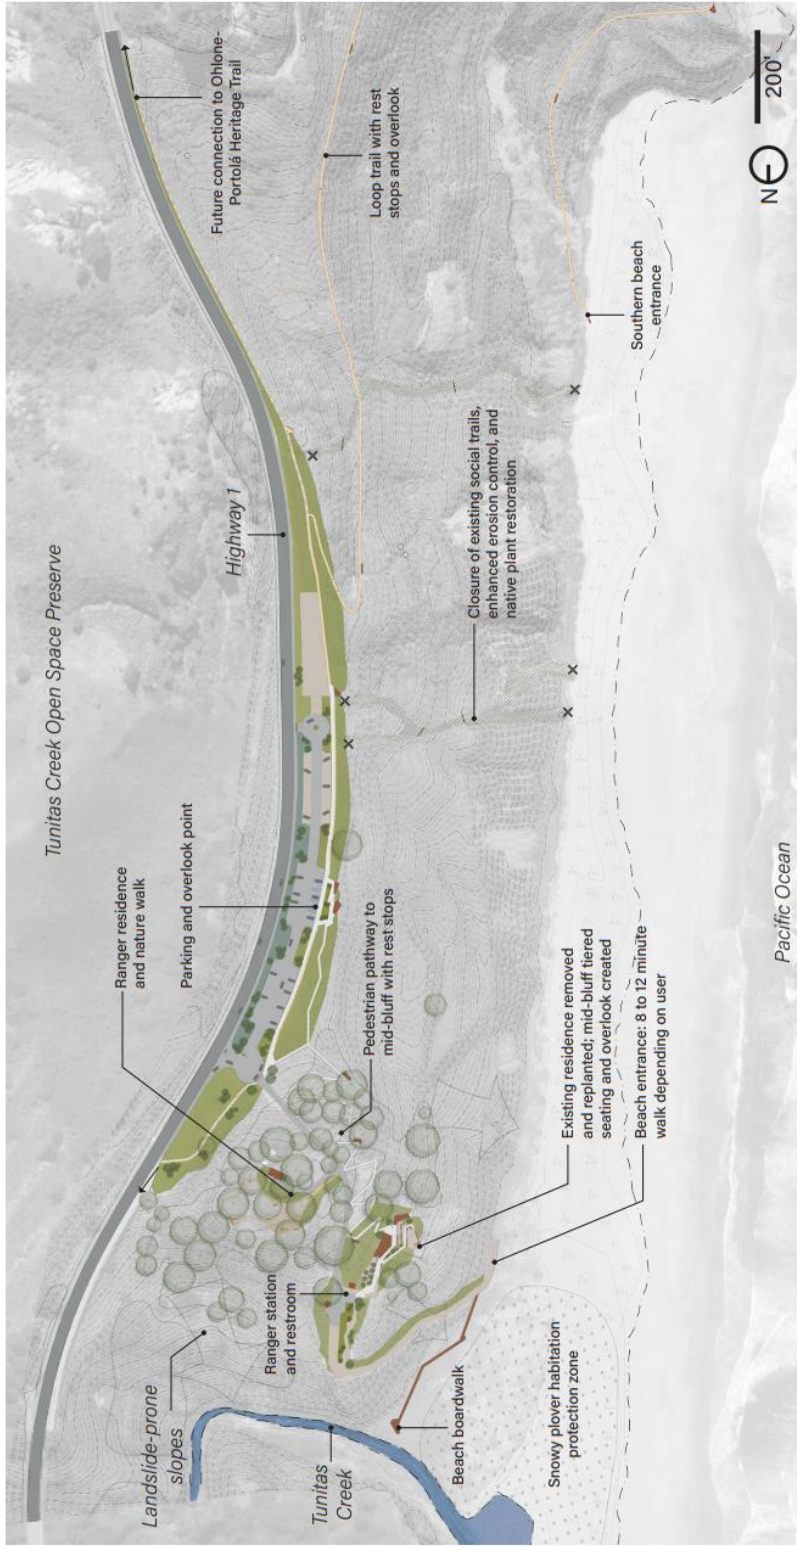 Tunitas Creek Open Space Preserve
Landslide-prone
slopes
Tunitas
Creek
Ranger residence
and nature walk
Parking and overlook point
Highway 1
Future connection to Ohlone-
Portolá Heritage Trail
Loop trail with rest
stops and overlook
Ranger station
and restroom
Pedestrian pathway to
mid-bluff with rest stops
Closure of existing social trails,
enhanced erosion control, and
native plant restoration
Southern beach
entrance
Beach boardwalk
Existing residence removed
and replanted; mid-bluff tiered
seating and overlook created
Beach entrance: 8 to 12 minute
walk depending on user
Snowy plover habitation
protection zone
Pacific Ocean
N
200'